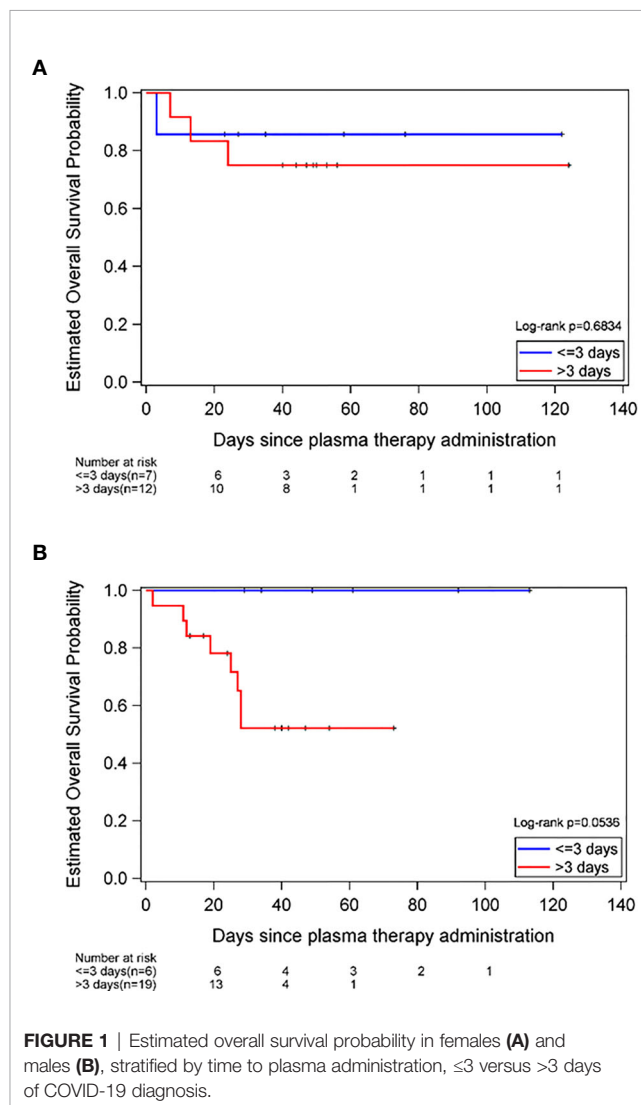 A
Estimated Overall Survival Probability
1.0
0.8
0.6
0.4
0.2
0.0
Log-rank p=0.6834
<=3 days
>3 days
0 20 40 60 80 100 120 140
Days since plasma therapy administration
Number at risk
<=3 days(n=7) 6 3 2 1 1 1
>3 days(n=12) 10 8 1 1 1 1
B
Estimated Overall Survival Probability
1.0
0.8
0.6
0.4
0.2
0.0
Log-rank p=0.0536
<=3 days
>3 days
0 20 40 60 80 100 120 140
Days since plasma therapy administration
Number at risk
<=3 days(n=6) 6 4 3 2 1
>3 days(n=19) 13 4 1
FIGURE 1 | Estimated overall survival probability in females (A) and
males (B), stratified by time to plasma administration, ≤3 versus >3 days
of COVID-19 diagnosis.